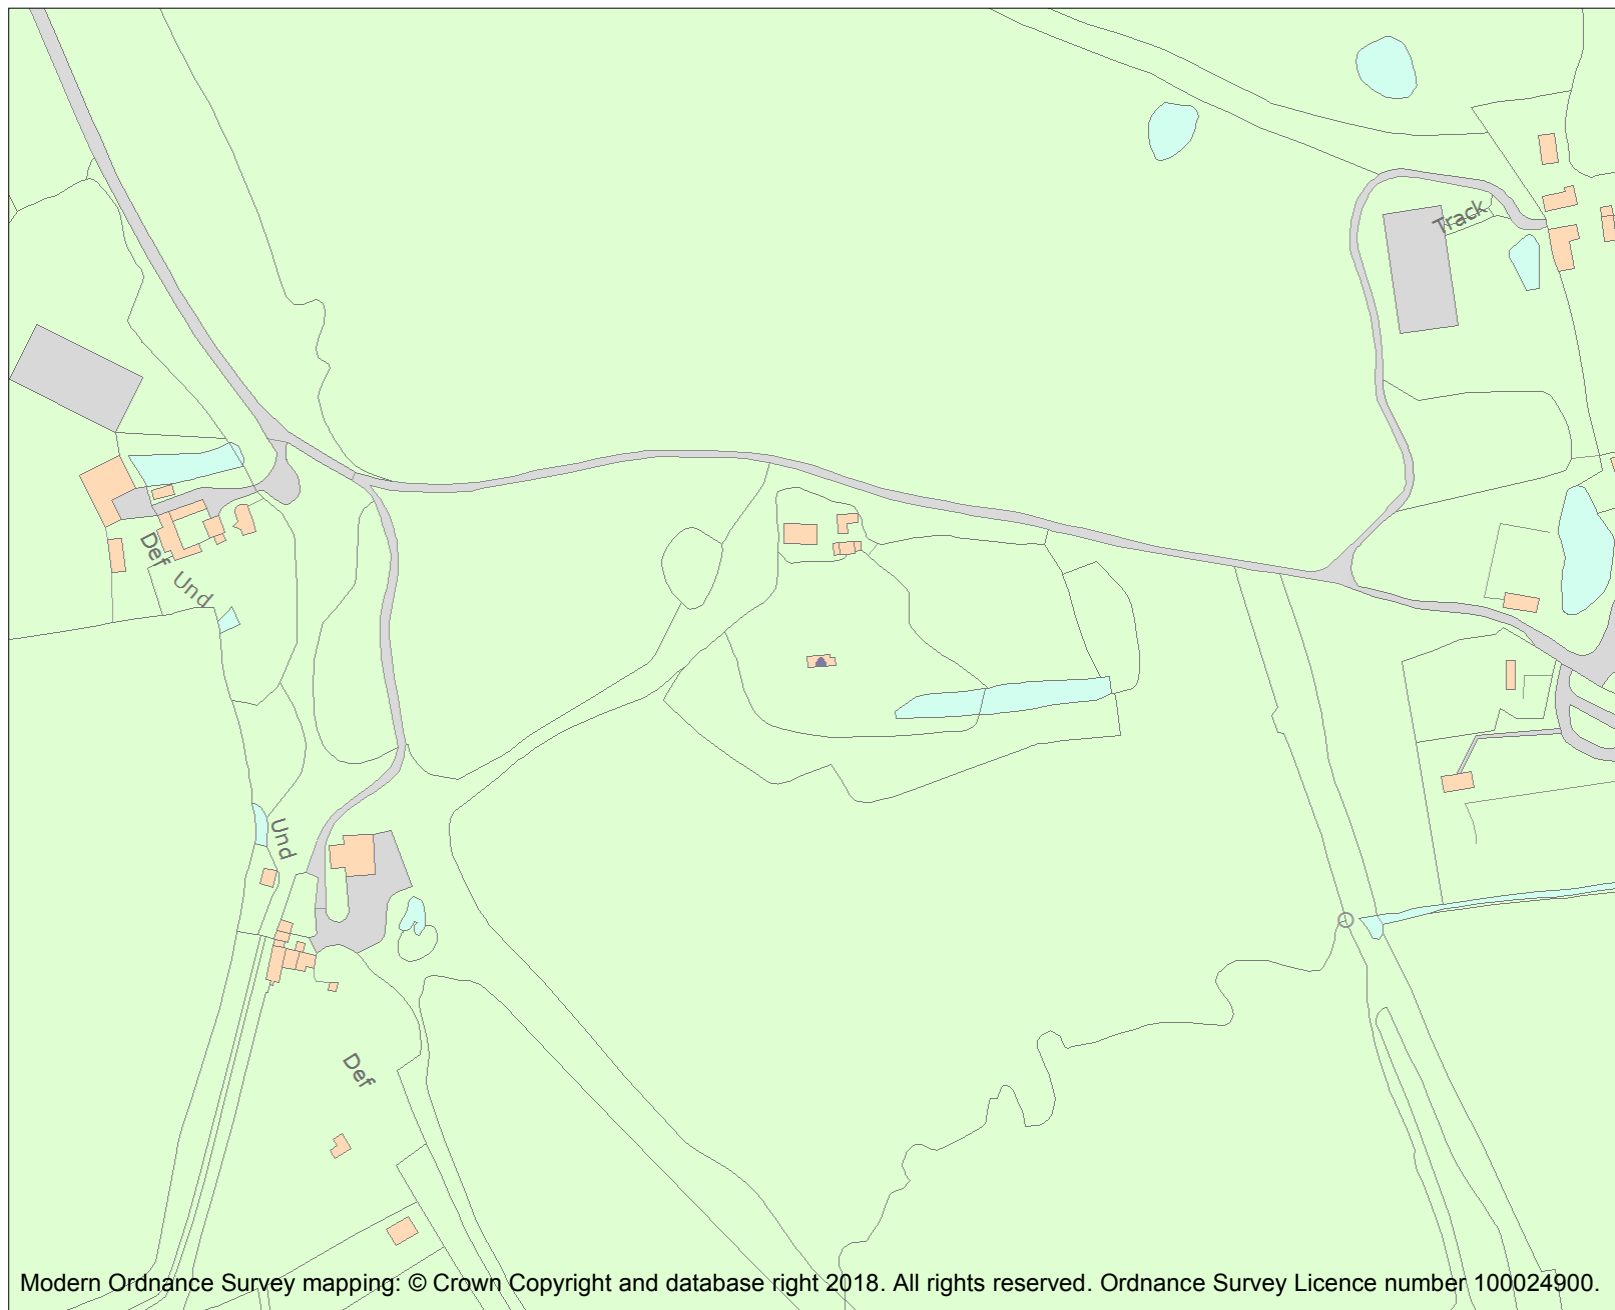 Track
Def
Und
Und
Def
Modern Ordnance Survey mapping: © Crown Copyright and database right 2018. All rights reserved. Ordnance Survey Licence number 100024900.